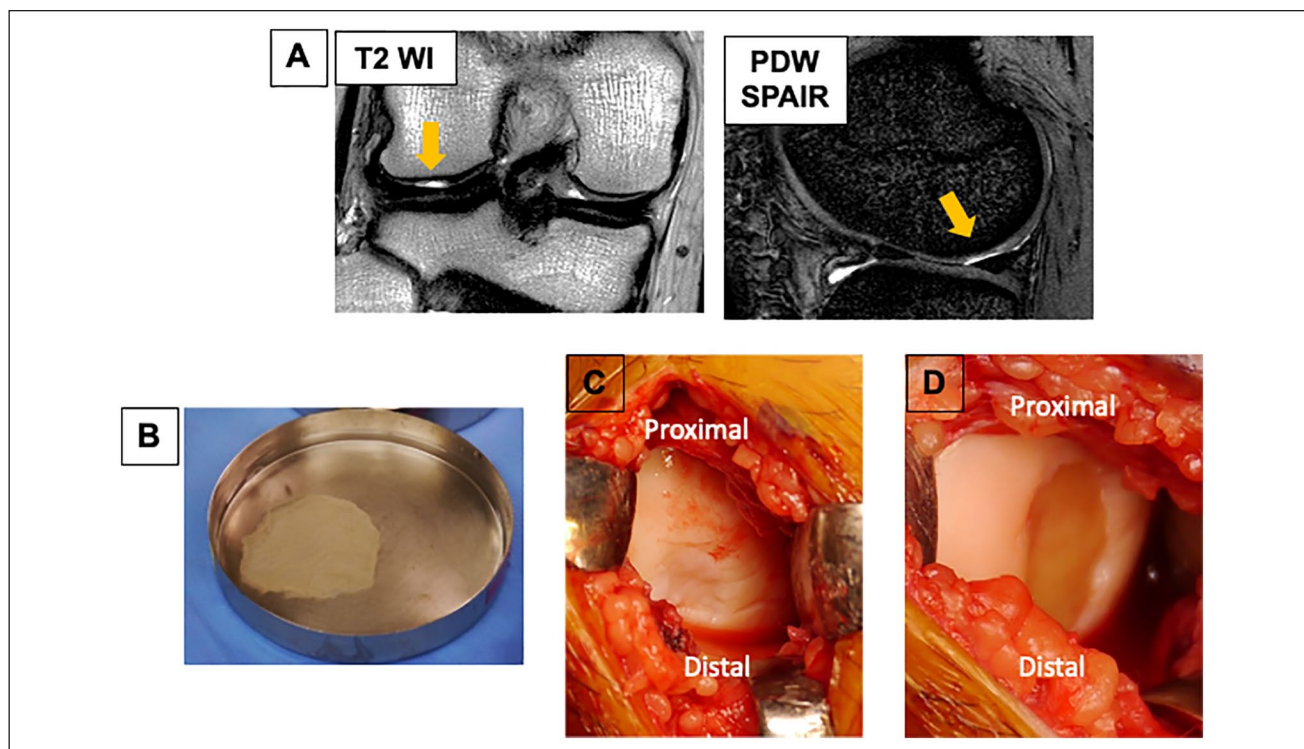 A
T2 WI
PDW
SPAIR
B
C
Proximal
Distal
D
Proximal
Distal